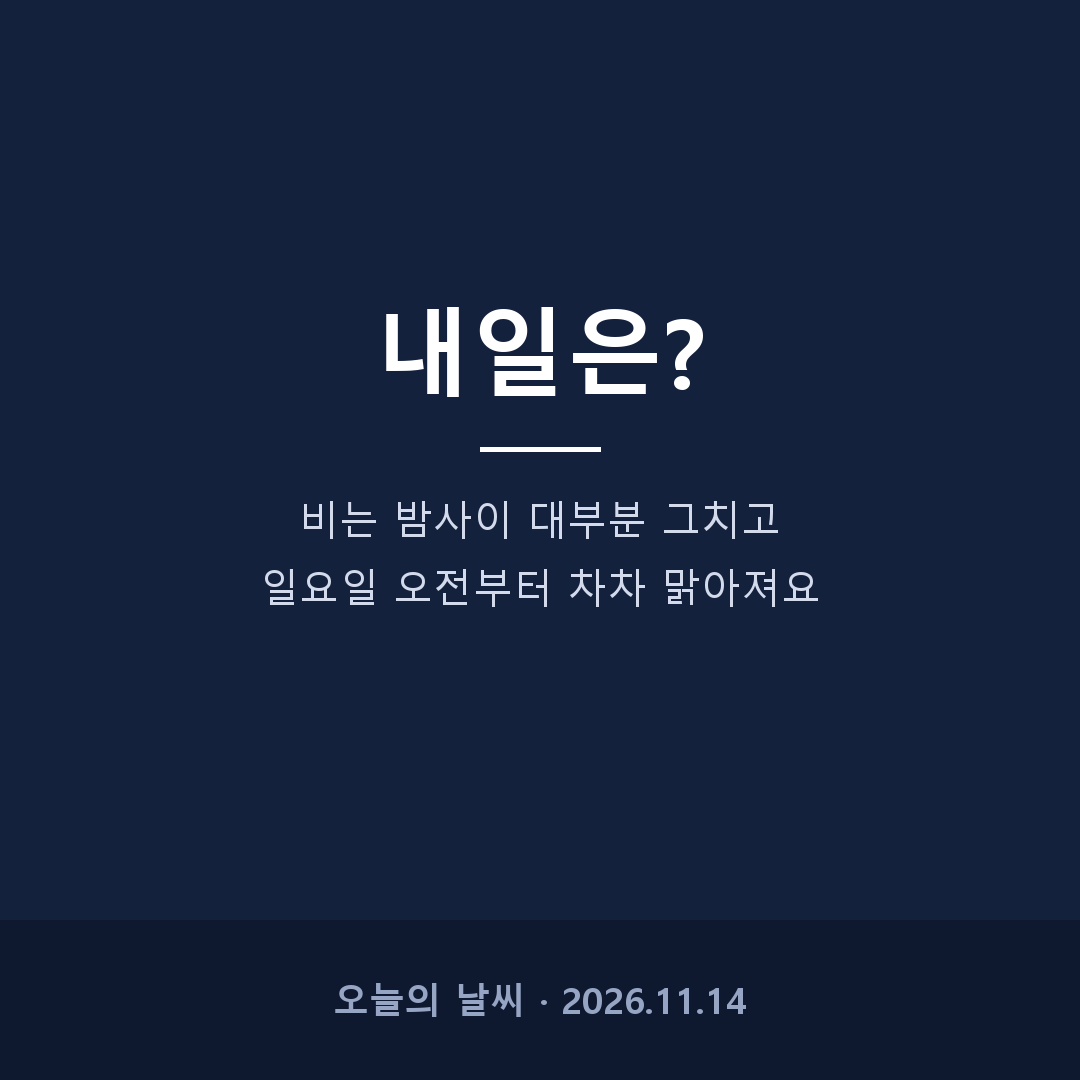 내일은?
비는 밤사이 대부분 그치고
일요일 오전부터 차차 맑아져요
오늘의 날씨 · 2026.11.14